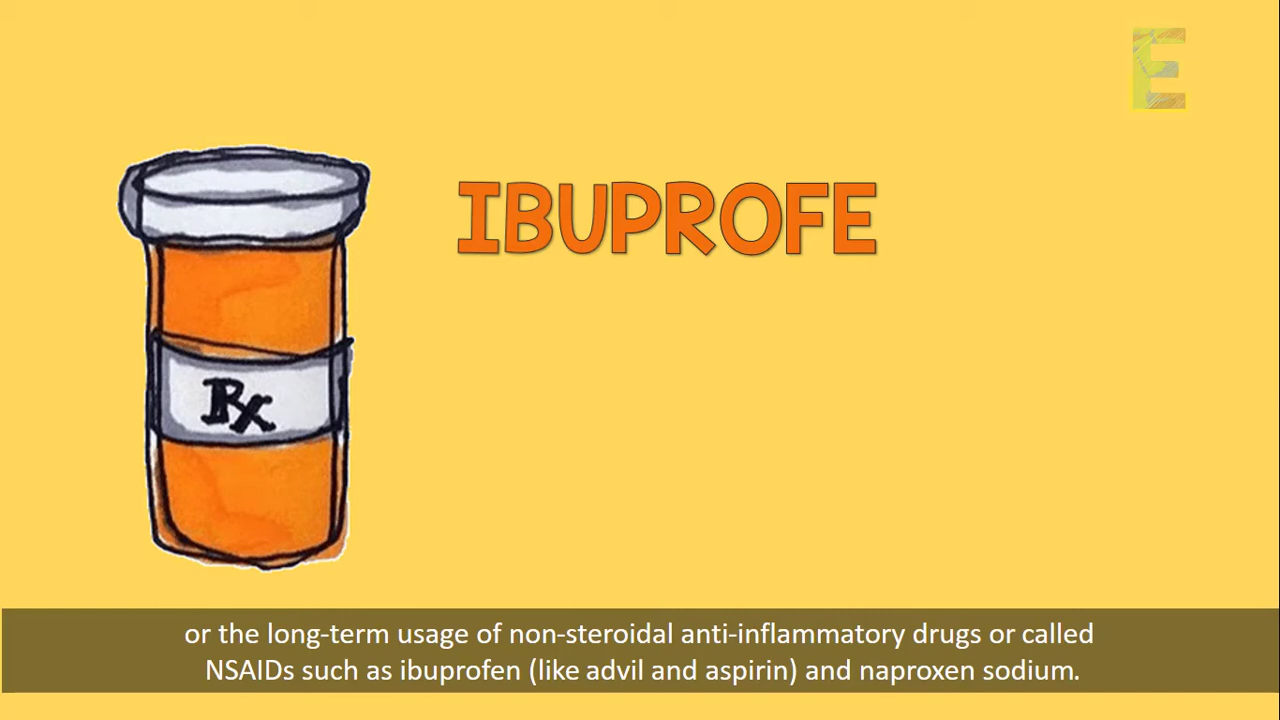 E
IBUPROFE
Rx
or the long-term usage of non-steroidal anti-inflammatory drugs or called
NSAIDs such as ibuprofen (like advil and aspirin) and naproxen sodium.